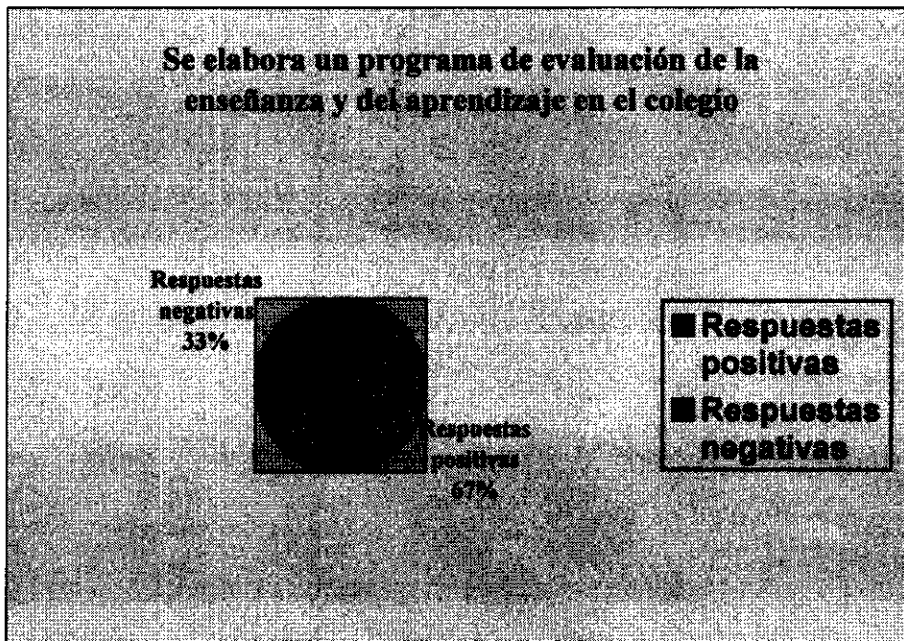 Se elabora un programa de evaluación de la
enseñanza y del aprendizaje en el colegio
Respuestas
negativas
33%
Respuestas
positivas
67%
Respuestas
positivas
Respuestas
negativas